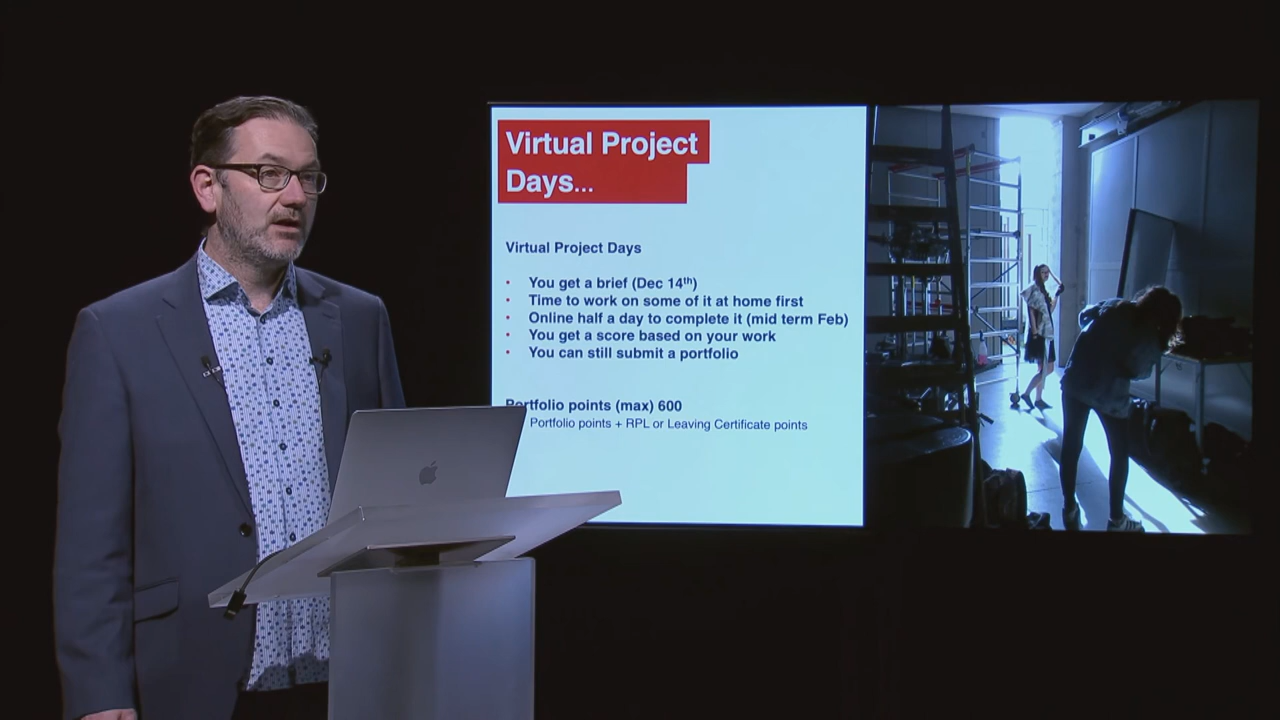 Virtual Project
Days...
Virtual Project Days
• You get a brief (Dec 14th)
• Time to work on some of it at home first
• Online half a day to complete it (mid term Feb)
• You get a score based on your work
• You can still submit a portfolio
Portfolio points (max) 600
Portfolio points + RPL or Leaving Certificate points